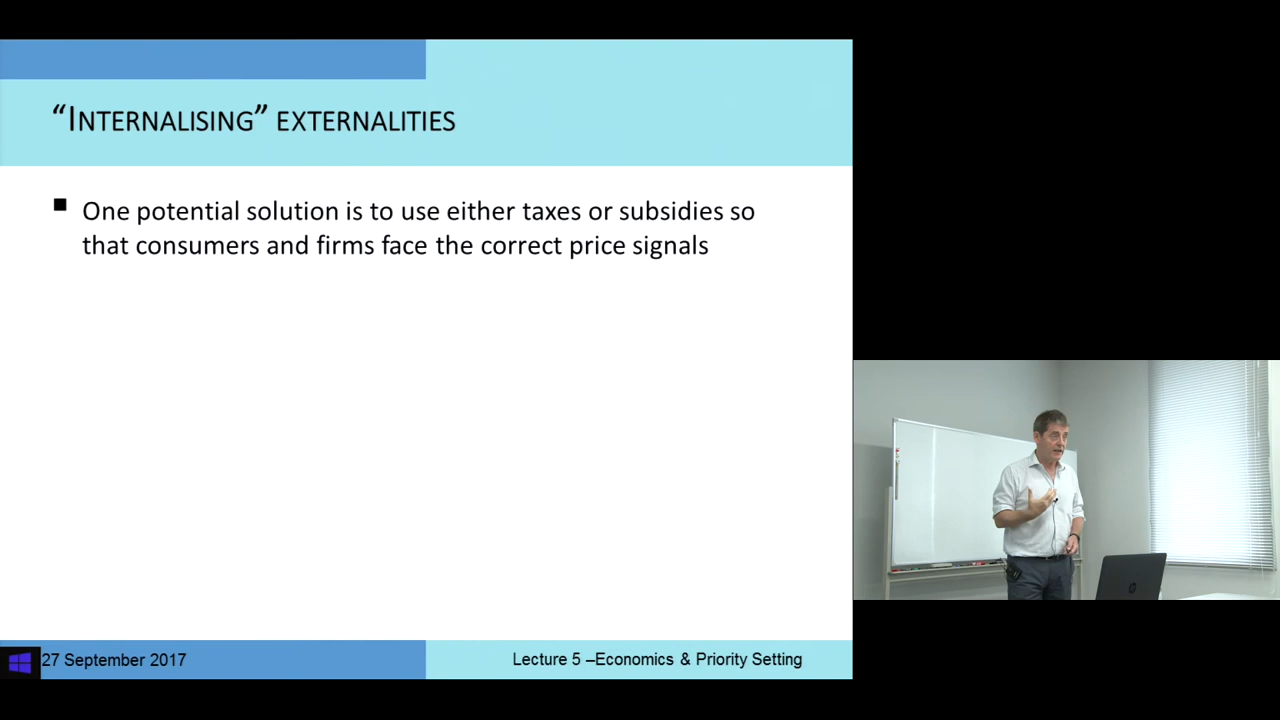 “Internalising” externalities
One potential solution is to use either taxes or subsidies so
that consumers and firms face the correct price signals
27 September 2017
Lecture 5 –Economics & Priority Setting